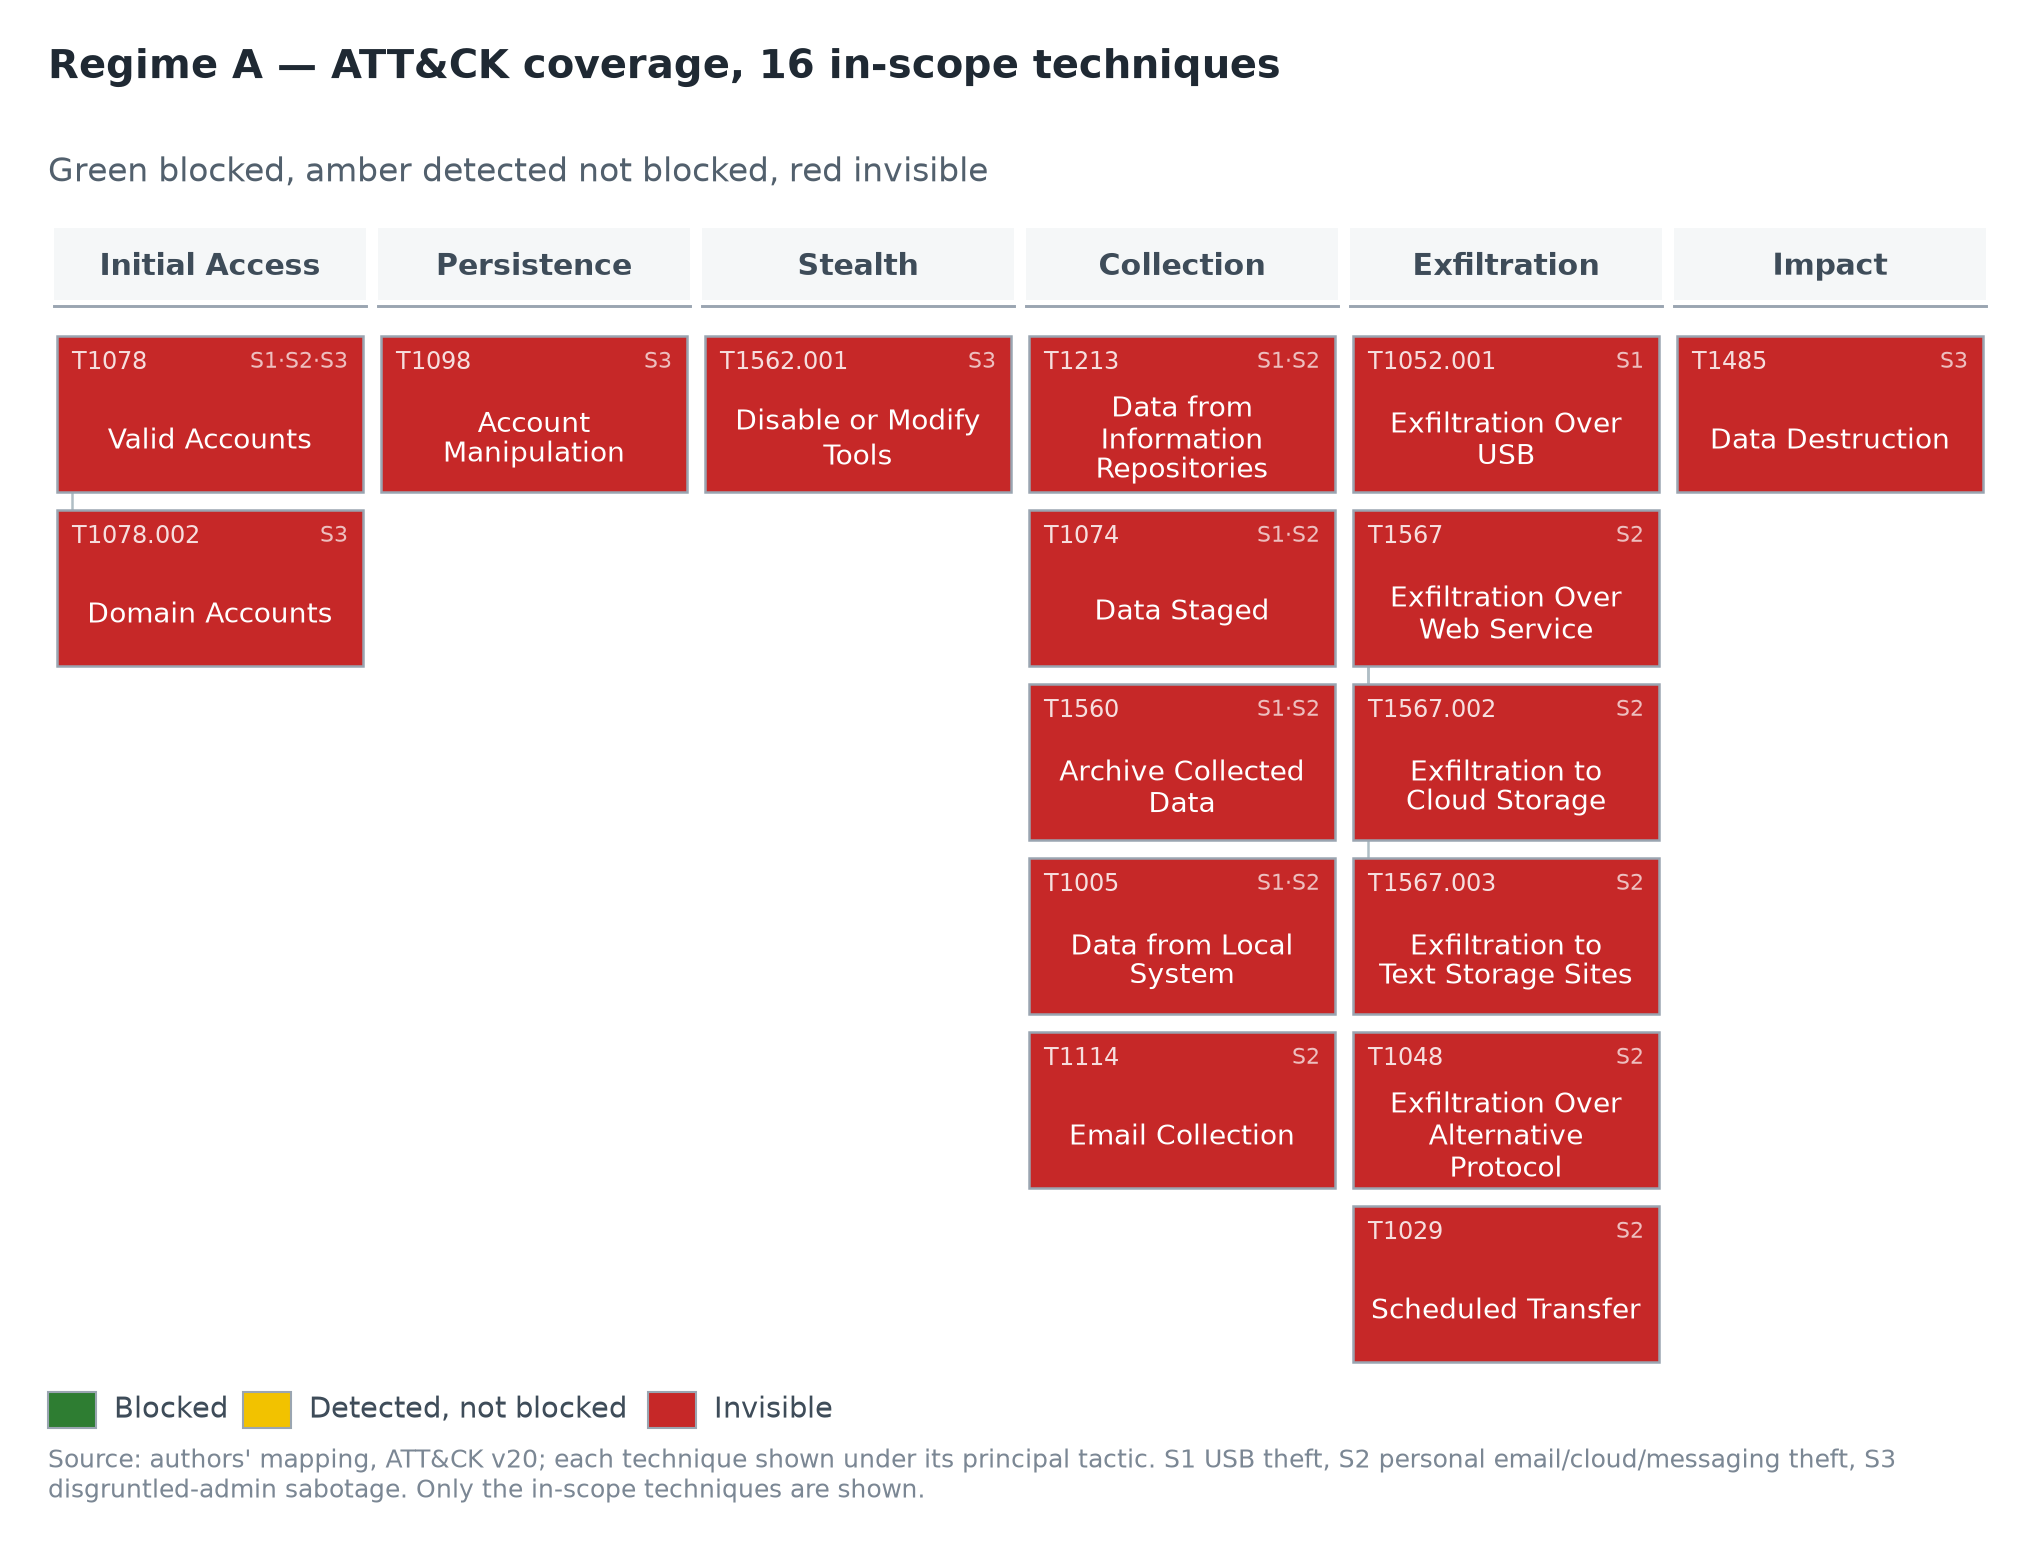 Regime A — ATT&CK coverage, 16 in-scope techniques
Green blocked, amber detected not blocked, red invisible
Initial Access
Persistence
Stealth
Collection
Exfiltration
Impact
T1078
S1·S2·S3
Valid Accounts
T1078.002
S3
Domain Accounts
T1098
S3
Account
Manipulation
T1562.001
S3
Disable or Modify
Tools
T1213
S1·S2
Data from
Information
Repositories
T1074
S1·S2
Data Staged
T1560
S1·S2
Archive Collected
Data
T1005
S1·S2
Data from Local
System
T1114
S2
Email Collection
T1052.001
S1
Exfiltration Over
USB
T1567
S2
Exfiltration Over
Web Service
T1567.002
S2
Exfiltration to
Cloud Storage
T1567.003
S2
Exfiltration to
Text Storage Sites
T1048
S2
Exfiltration Over
Alternative
Protocol
T1029
S2
Scheduled Transfer
T1485
S3
Data Destruction
Blocked
Detected, not blocked
Invisible
Source: authors' mapping, ATT&CK v20; each technique shown under its principal tactic. S1 USB theft, S2 personal email/cloud/messaging theft, S3
disgruntled-admin sabotage. Only the in-scope techniques are shown.